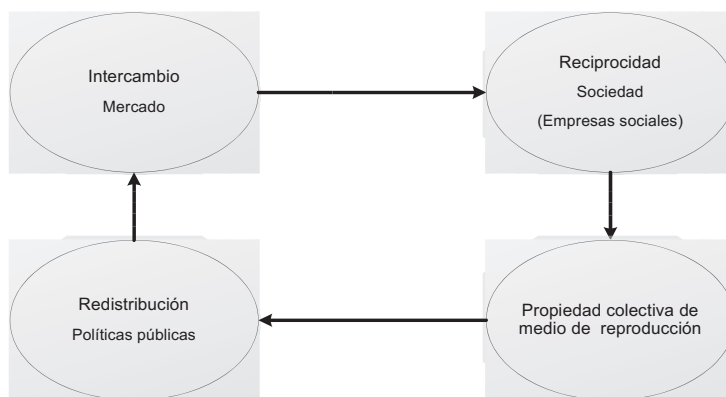 Intercambio
Mercado
Reciprocidad
Sociedad
(Empresas sociales)
Redistribución
Políticas públicas
Propiedad colectiva de
medio de reproducción